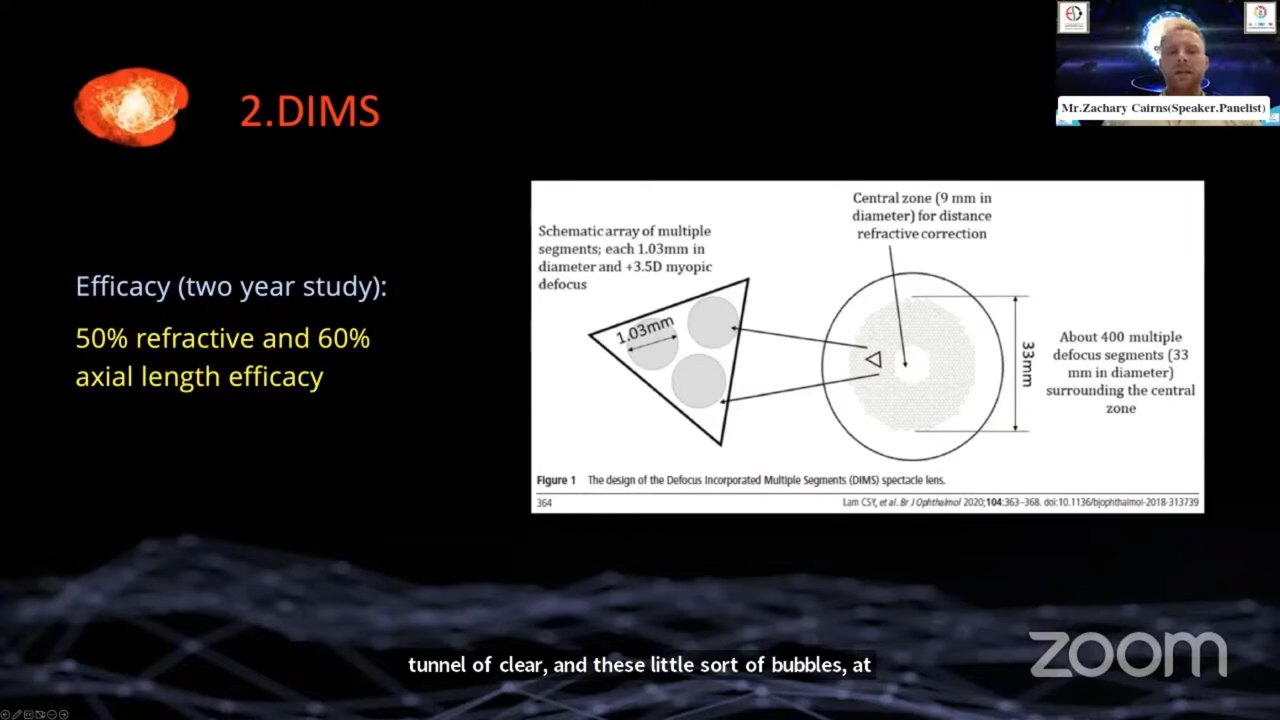 2.DIMS
Mr.Zachary Cairns(Speaker.Panelist)
Efficacy (two year study):
50% refractive and 60%
axial length efficacy
Schematic array of multiple
segments; each 1.03mm in
diameter and +3.5D myopic
defocus
1.03mm
Central zone (9 mm in
diameter) for distance
refractive correction
33mm
About 400 multiple
defocus segments (33
mm in diameter)
surrounding the central
zone
Figure 1 The design of the Defocus Incorporated Multiple Segments (DIMS) spectacle lens.
364
Lam CSY, et al. Br J Ophthalmol 2020;104:363–368. doi:10.1136/bjophthalmol-2018-313739
zoom
tunnel of clear, and these little sort of bubbles, at